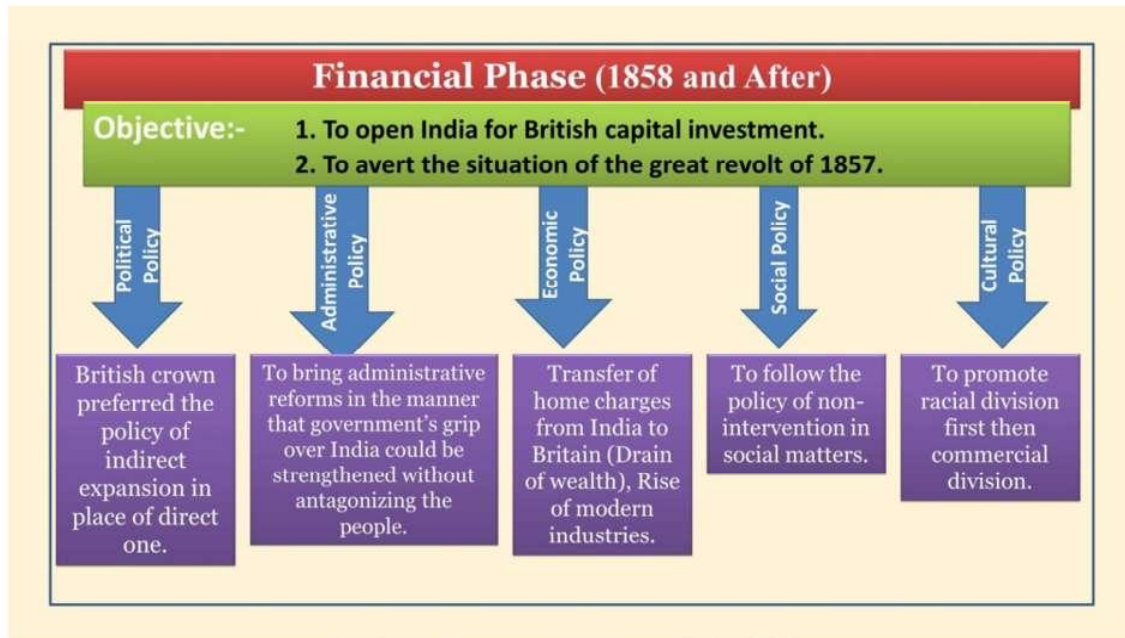 Financial Phase (1858 and After)
Objective:-
1. To open India for British capital investment.
2. To avert the situation of the great revolt of 1857.
Political
Policy
Administrative
Policy
Economic
Policy
Social Policy
Cultural
Policy
British crown
preferred the
policy of
indirect
expansion in
place of direct
one.
To bring administrative
reforms in the manner
that government's grip
over India could be
strengthened without
antagonizing the
people.
Transfer of
home charges
from India to
Britain (Drain
of wealth), Rise
of modern
industries.
To follow the
policy of non-
intervention in
social matters.
To promote
racial division
first then
commercial
division.